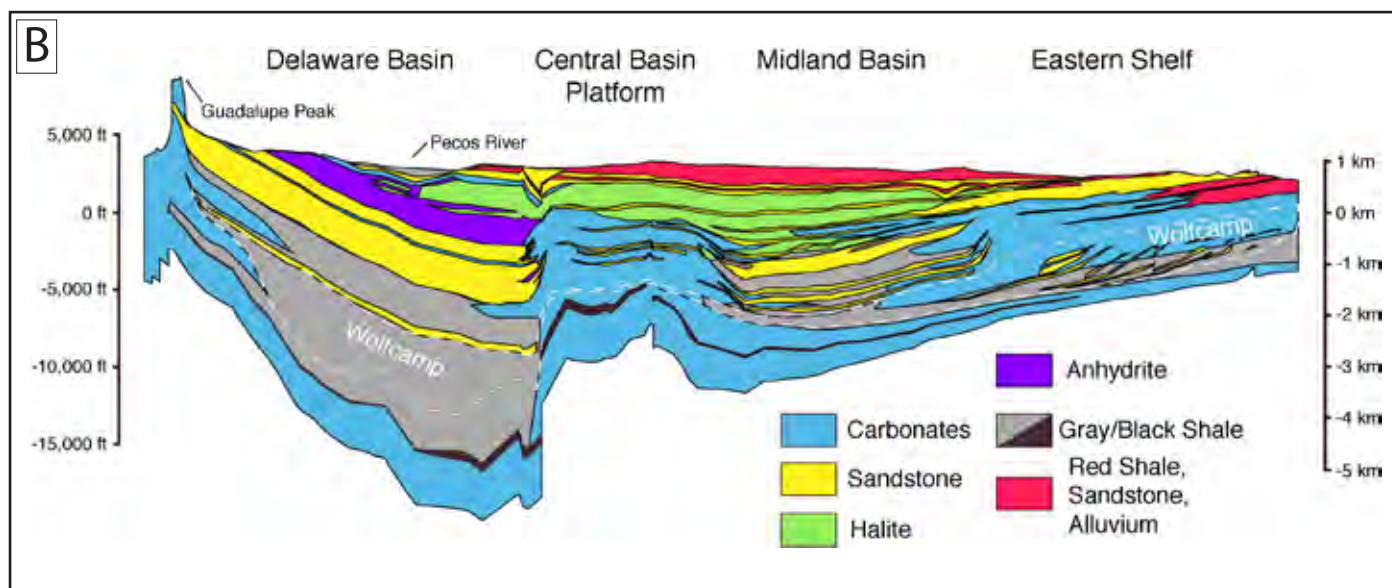 B
Delaware Basin
Central Basin
Platform
Midland Basin
Eastern Shelf
Guadalupe Peak
Pecos River
5,000 ft
0 ft
-5,000 ft
-10,000 ft
-15,000 ft
1 km
0 km
-1 km
-2 km
-3 km
-4 km
-5 km
Wolfcamp
Wolfcamp
Carbonates
Sandstone
Halite
Anhydrite
Gray/Black Shale
Red Shale,
Sandstone,
Alluvium